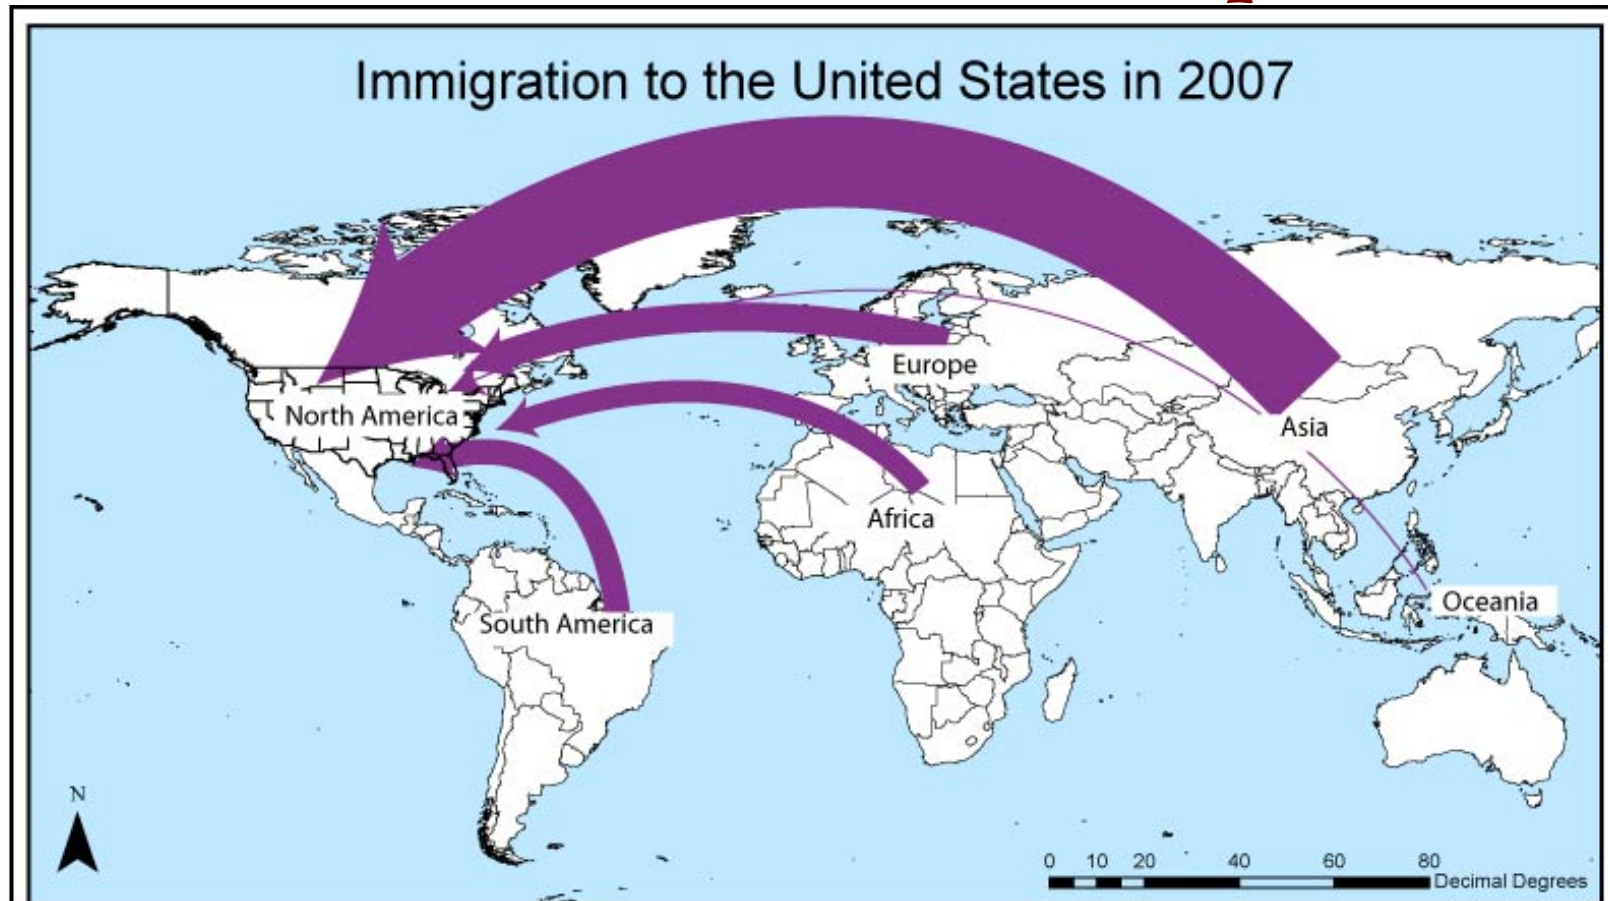 Immigration to the United States in 2007
Europe
North America
Asia
Africa
Oceania
South America
N
0 10 20 40 60 80
Decimal Degrees